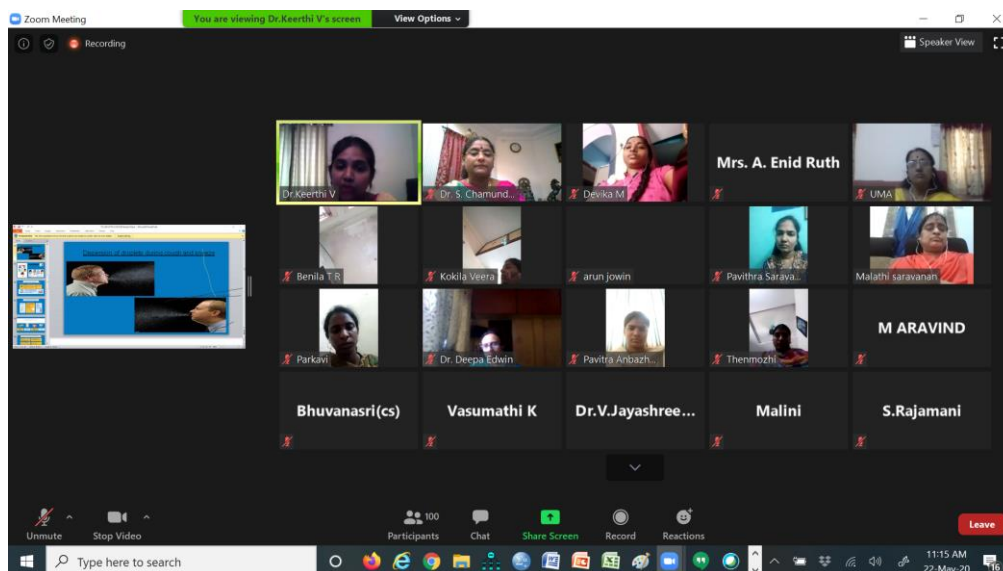 Zoom Meeting
You are viewing Dr.Keerthi V's screen
View Options
Recording
Speaker View
Dr.Keerthi V
Dr. S. Chamund...
Devika M
Mrs. A. Enid Ruth
UMA
Benila T R
Kokila Veera
arun jowin
Pavithra Sarava...
Malathi saravanan
Parkavi
Dr. Deepa Edwin
Pavitra Anbazh...
Thenmozhi
M ARAVIND
Bhuvanasri(cs)
Vasumathi K
Dr.V.Jayashree...
Malini
S.Rajamani
Unmute
Stop Video
100
Participants
Chat
Share Screen
Record
Reactions
Leave
Type here to search
11:15 AM
22-May-20
16